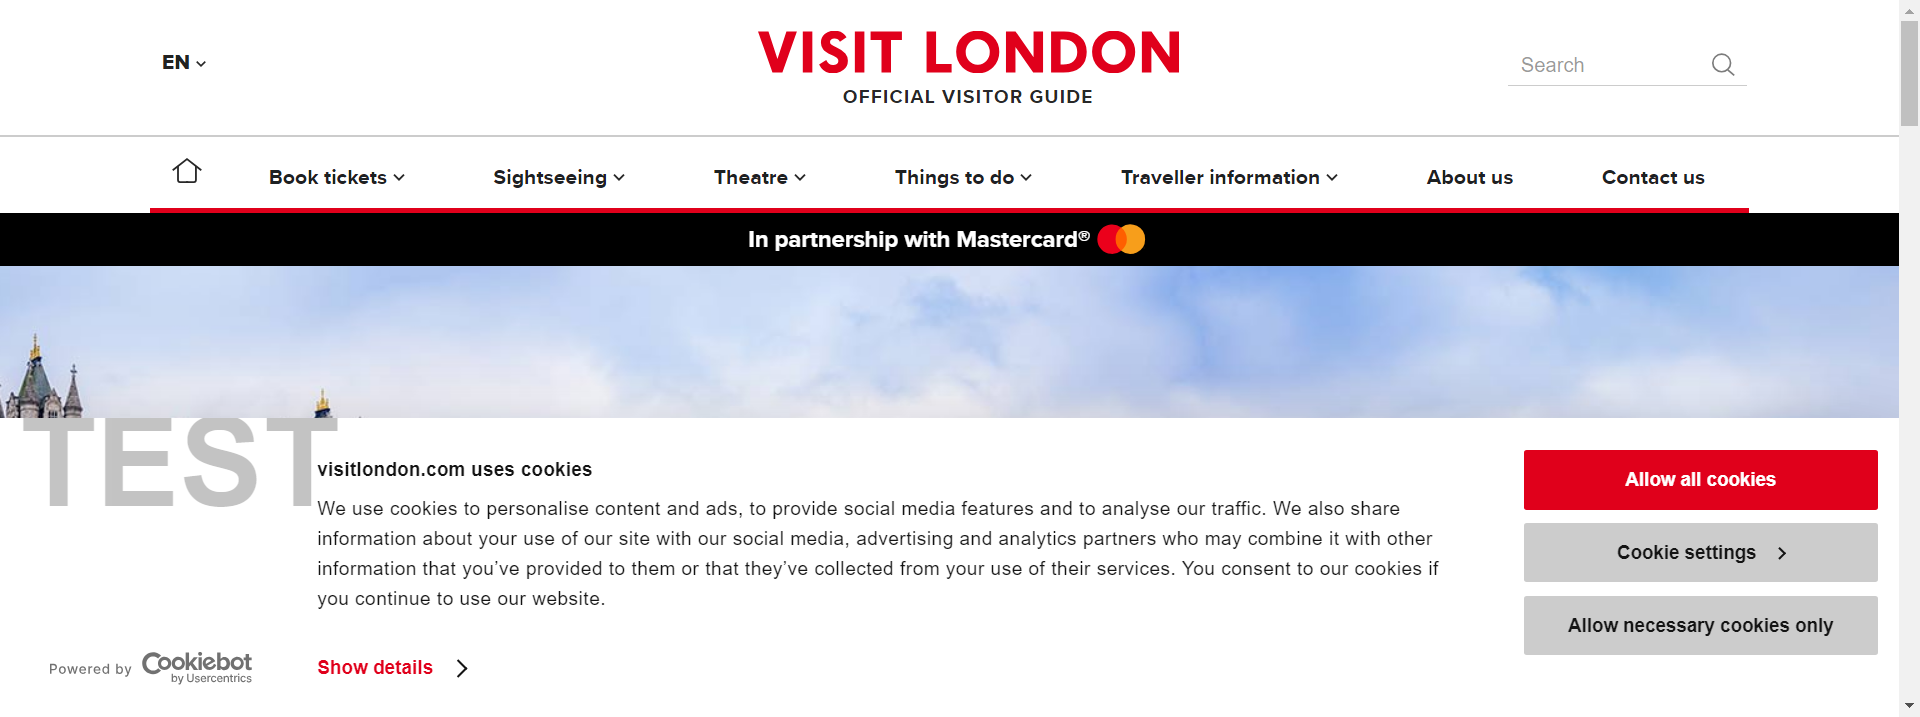 EN
VISIT LONDON
OFFICIAL VISITOR GUIDE
Search
Book tickets
Sightseeing
Theatre
Things to do
Traveller information
About us
Contact us
In partnership with Mastercard®
TEST
visitlondon.com uses cookies
We use cookies to personalise content and ads, to provide social media features and to analyse our traffic. We also share
information about your use of our site with our social media, advertising and analytics partners who may combine it with other
information that you’ve provided to them or that they’ve collected from your use of their services. You consent to our cookies if
you continue to use our website.
Show details
Allow all cookies
Cookie settings
Allow necessary cookies only
Powered by Cookiebot
by Usercentrics